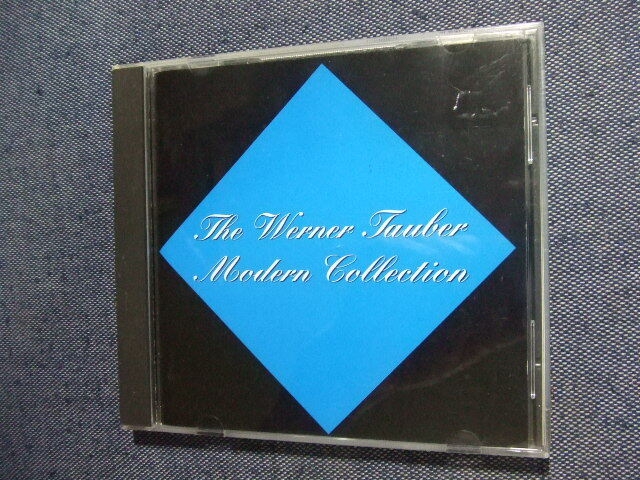 The Werner Tauber
Modern Collection